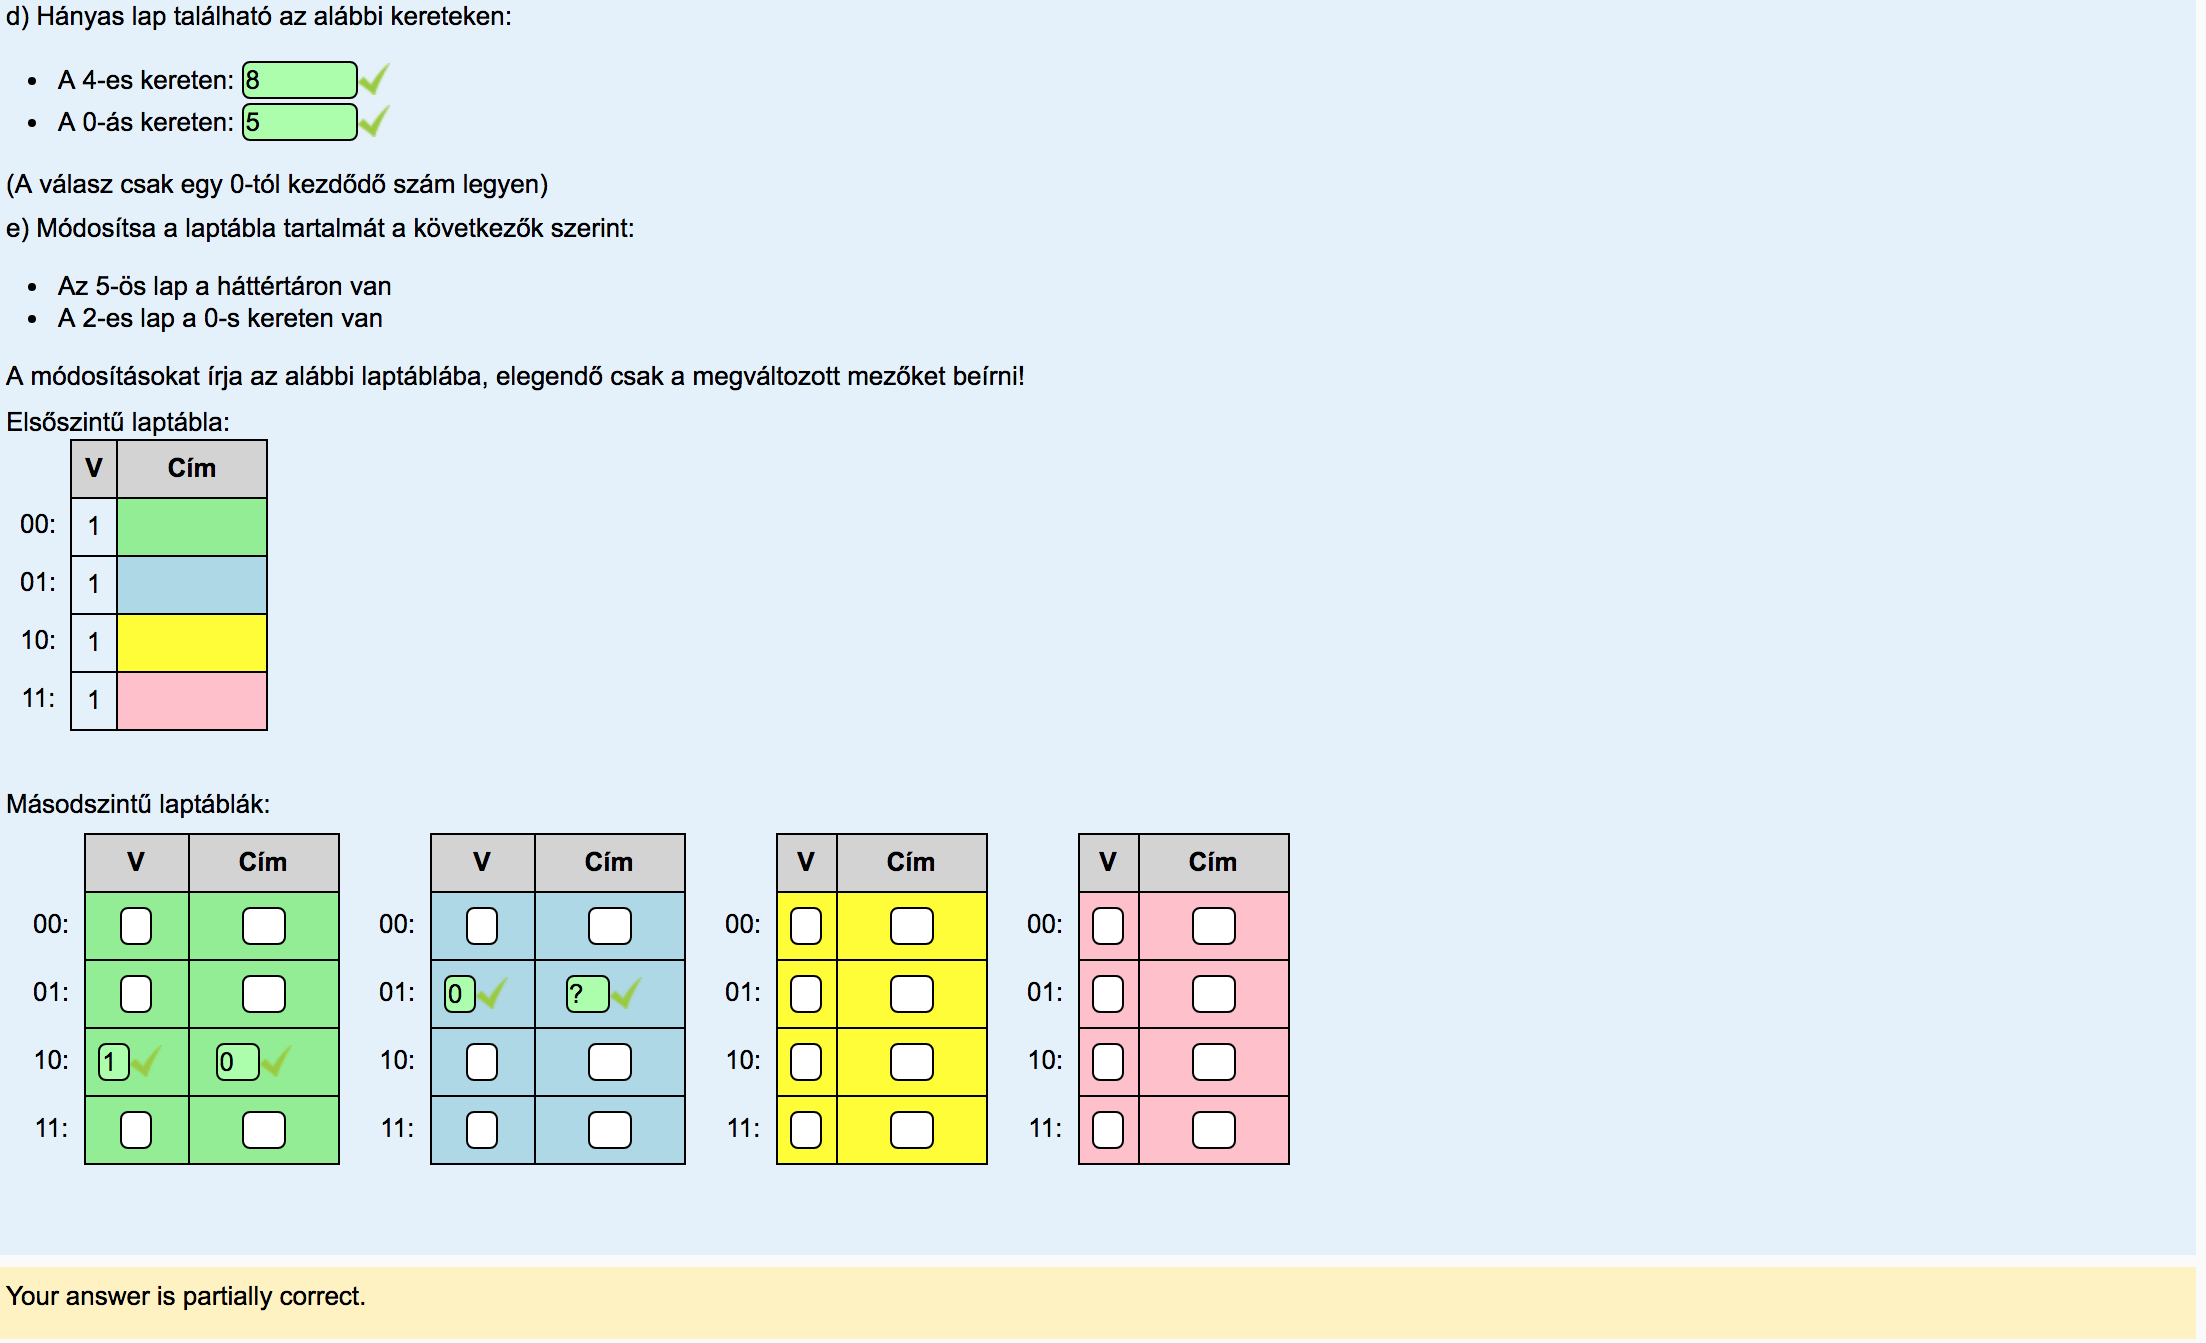 d) Hányas lap található az alábbi kereteken:
• A 4-es kereten: 8
• A 0-ás kereten: 5
(A válasz csak egy 0-tól kezdődő szám legyen)
e) Módosítsa a laptábla tartalmát a következők szerint:
• Az 5-ös lap a háttértáron van
• A 2-es lap a 0-s kereten van
A módosításokat írja az alábbi laptáblába, elegendő csak a megváltozott mezőket beírni!
Elsőszintű laptábla:
V Cím
00: 1
01: 1
10: 1
11: 1
Másodszintű laptáblák:
V Cím V Cím V Cím V Cím
00: 00: 00: 00:
01: 01: 0 ? 01: 01:
10: 1 0 10: 10: 10:
11: 11: 11: 11:
Your answer is partially correct.